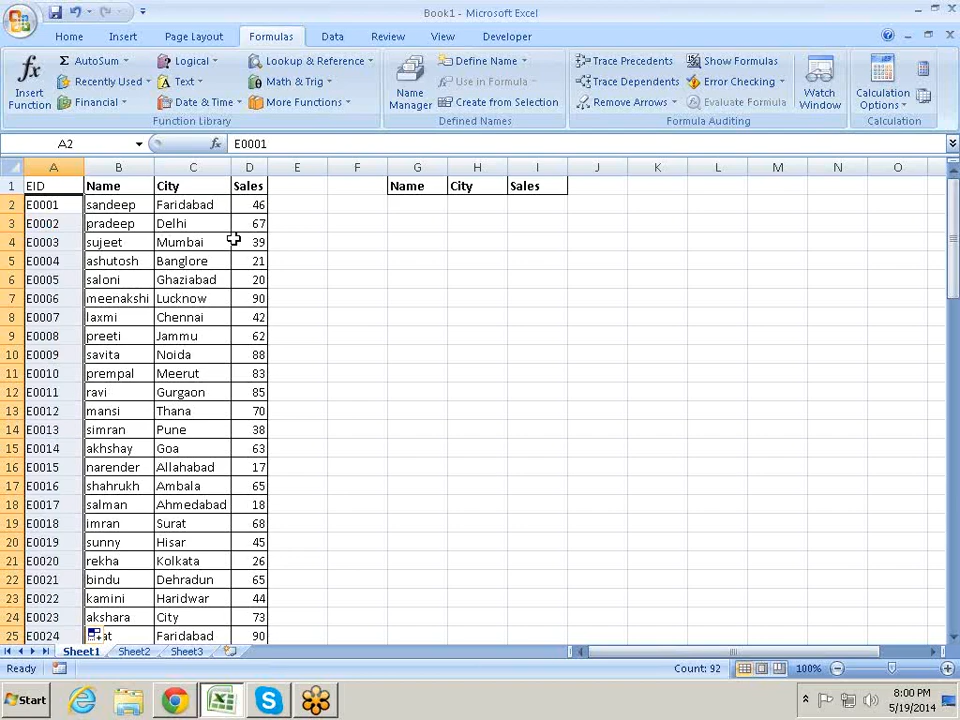 Book1 - Microsoft Excel
Home Insert Page Layout Formulas Data Review View Developer
Σ AutoSum Logical Lookup & Reference Define Name Trace Precedents Show Formulas
Recently Used Text Math & Trig Use in Formula Trace Dependents Error Checking
Financial Date & Time More Functions Create from Selection Remove Arrows Evaluate Formula
Insert Function Name Manager Watch Window Calculation Options
Function Library Defined Names Formula Auditing Calculation
A2 fx E0001
A B C D E F G H I J K L M N O
1 EID Name City Sales Name City Sales
2 E0001 sandeep Faridabad 46
3 E0002 pradeep Delhi 67
4 E0003 sujeet Mumbai 39
5 E0004 ashutosh Banglore 21
6 E0005 saloni Ghaziabad 20
7 E0006 meenakshi Lucknow 90
8 E0007 laxmi Chennai 42
9 E0008 preeti Jammu 62
10 E0009 savita Noida 88
11 E0010 prempal Meerut 83
12 E0011 ravi Gurgaon 85
13 E0012 mansi Thana 70
14 E0013 simran Pune 38
15 E0014 akhshay Goa 63
16 E0015 narender Allahabad 17
17 E0016 shahrukh Ambala 65
18 E0017 salman Ahmedabad 18
19 E0018 imran Surat 68
20 E0019 sunny Hisar 45
21 E0020 rekha Kolkata 26
22 E0021 bindu Dehradun 65
23 E0022 kamini Haridwar 44
24 E0023 akshara City 73
25 E0024 Faridabad 90
Sheet1 Sheet2 Sheet3
Ready Count: 92 100%
Start 8:00 PM
5/19/2014